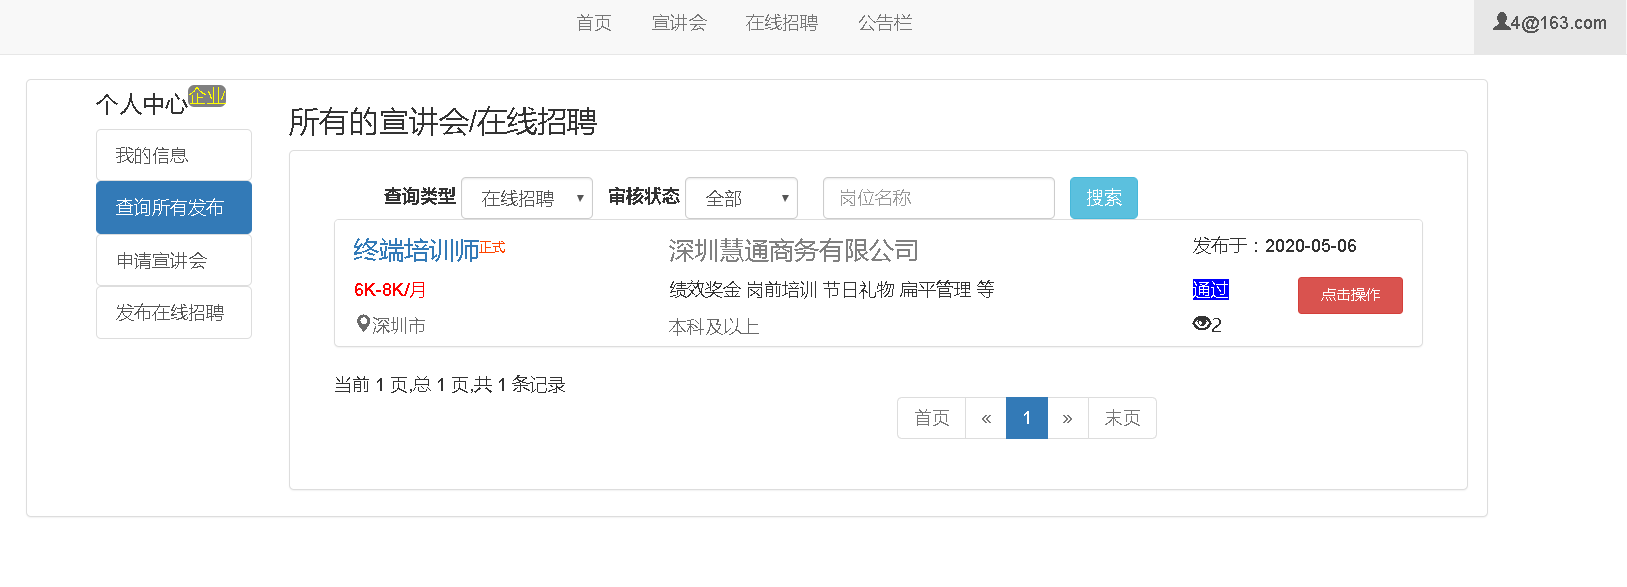 首页 宣讲会 在线招聘 公告栏 4@163.com
个人中心 企业
我的信息
查询所有发布
申请宣讲会
发布在线招聘
所有的宣讲会/在线招聘
查询类型 在线招聘 审核状态 全部 岗位名称 搜索
终端培训师 正式 深圳慧通商务有限公司 发布于：2020-05-06
6K-8K/月 绩效奖金 岗前培训 节日礼物 扁平管理 等 通过 点击操作
深圳市 本科及以上 2
当前 1 页,总 1 页,共 1 条记录
首页 « 1 » 末页